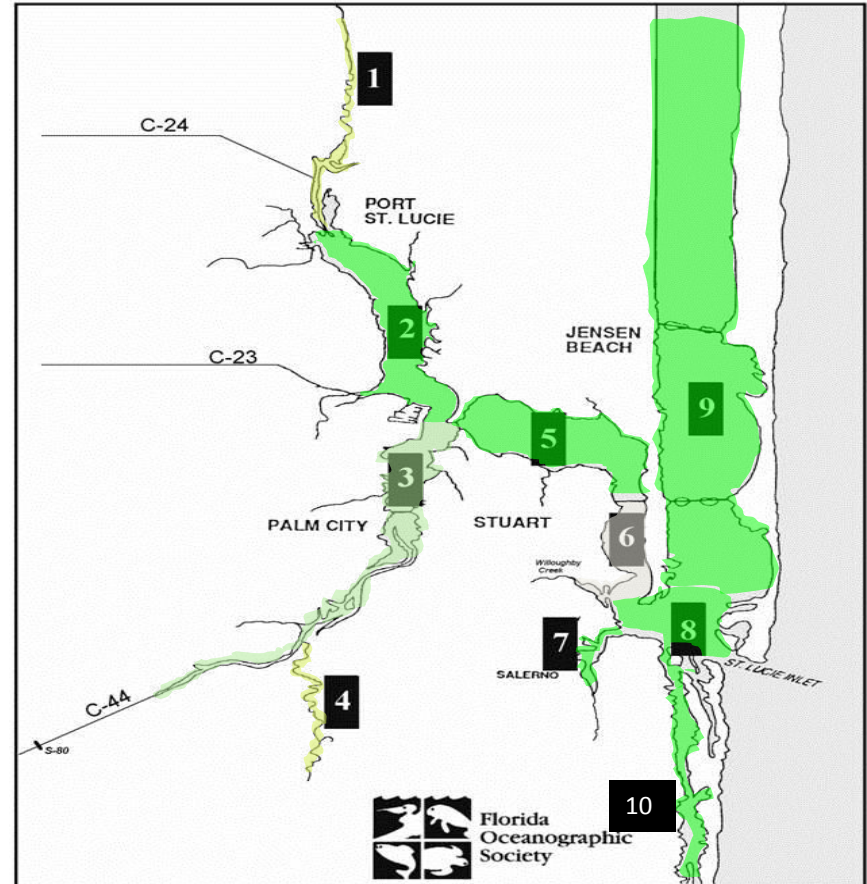 1
C-24
PORT
ST. LUCIE
2
JENSEN
BEACH
C-23
9
5
3
PALM CITY
STUART
6
Willoughby
Creek
7
8
SALERNO
ST. LUCIE INLET
4
C-44
S-80
10
Florida
Oceanographic
Society